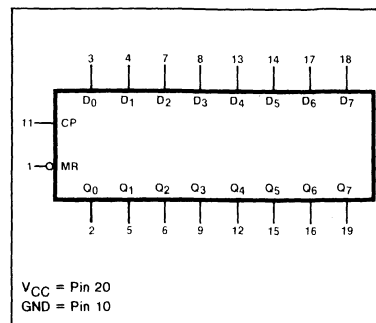 3 4 7 8 13 14 17 18
D0 D1 D2 D3 D4 D5 D6 D7
11 CP
1 MR
Q0 Q1 Q2 Q3 Q4 Q5 Q6 Q7
2 5 6 9 12 15 16 19
VCC = Pin 20
GND = Pin 10